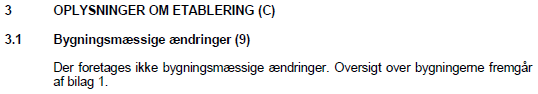 3 OPLYSNINGER OM ETABLERING (C)
3.1 Bygningsmæssige ændringer (9)
Der foretages ikke bygningsmæssige ændringer. Oversigt over bygningerne fremgår
af bilag 1.